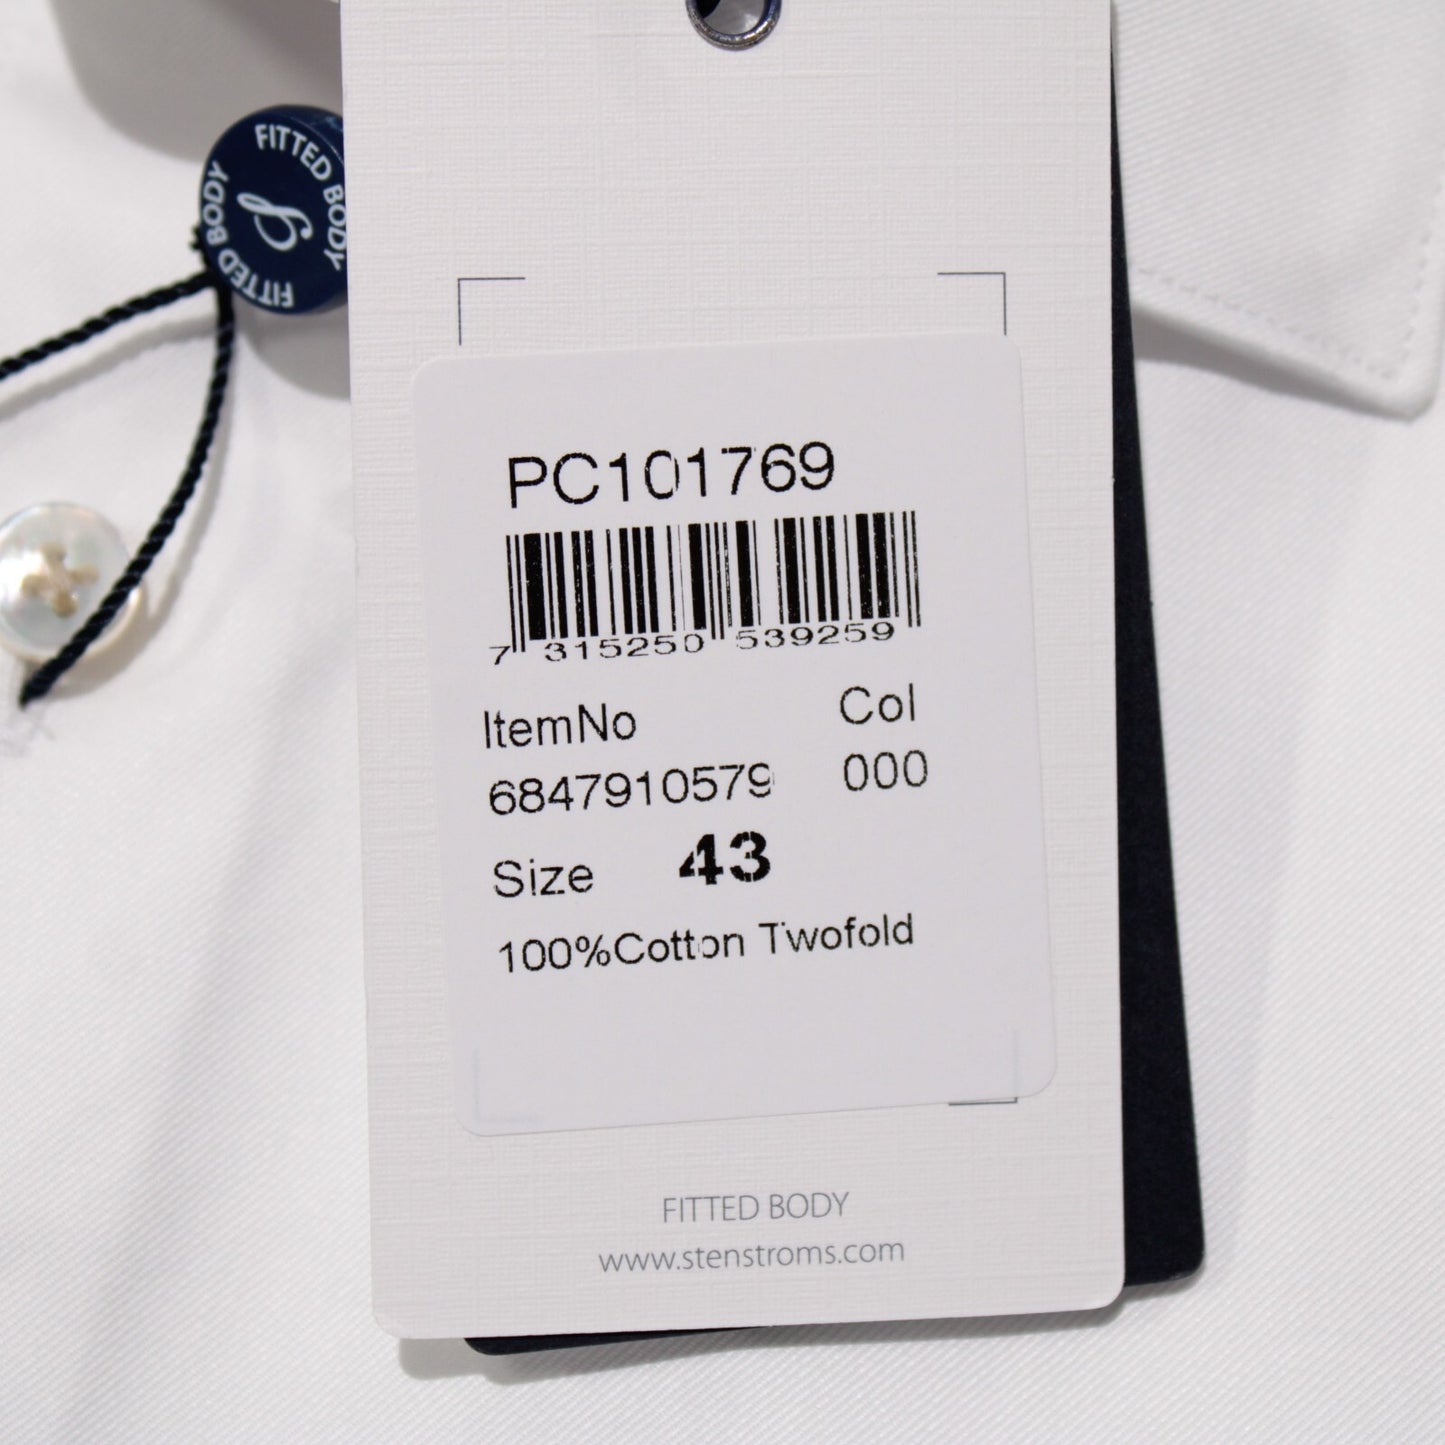 FITTED BODY
FITTED BODY
PC101769
7 315250 539259
ItemNo Col
6847910579 000
Size 43
100%Cotton Twofold
FITTED BODY
www.stenstroms.com